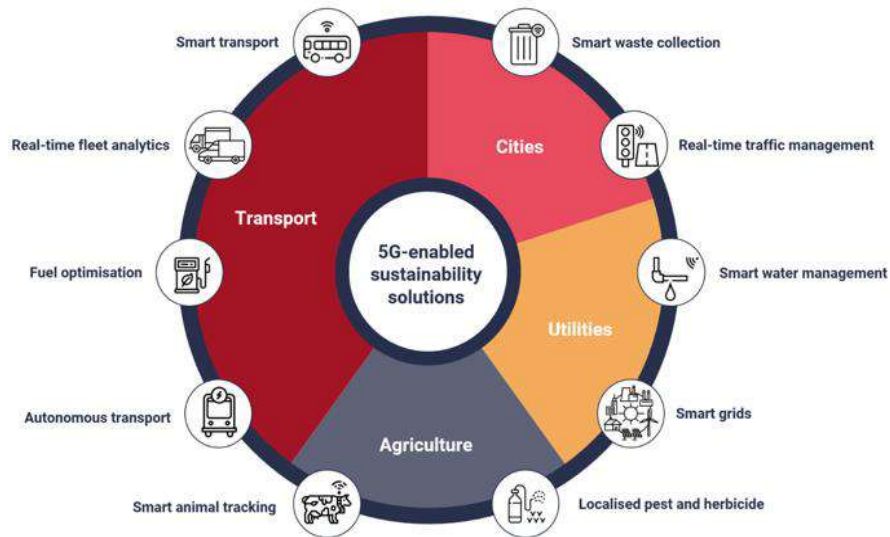 Smart transport
Smart waste collection
Real-time fleet analytics
Real-time traffic management
Cities
Transport
5G-enabled
sustainability
solutions
Fuel optimisation
Smart water management
Utilities
Autonomous transport
Smart grids
Agriculture
Smart animal tracking
Localised pest and herbicide